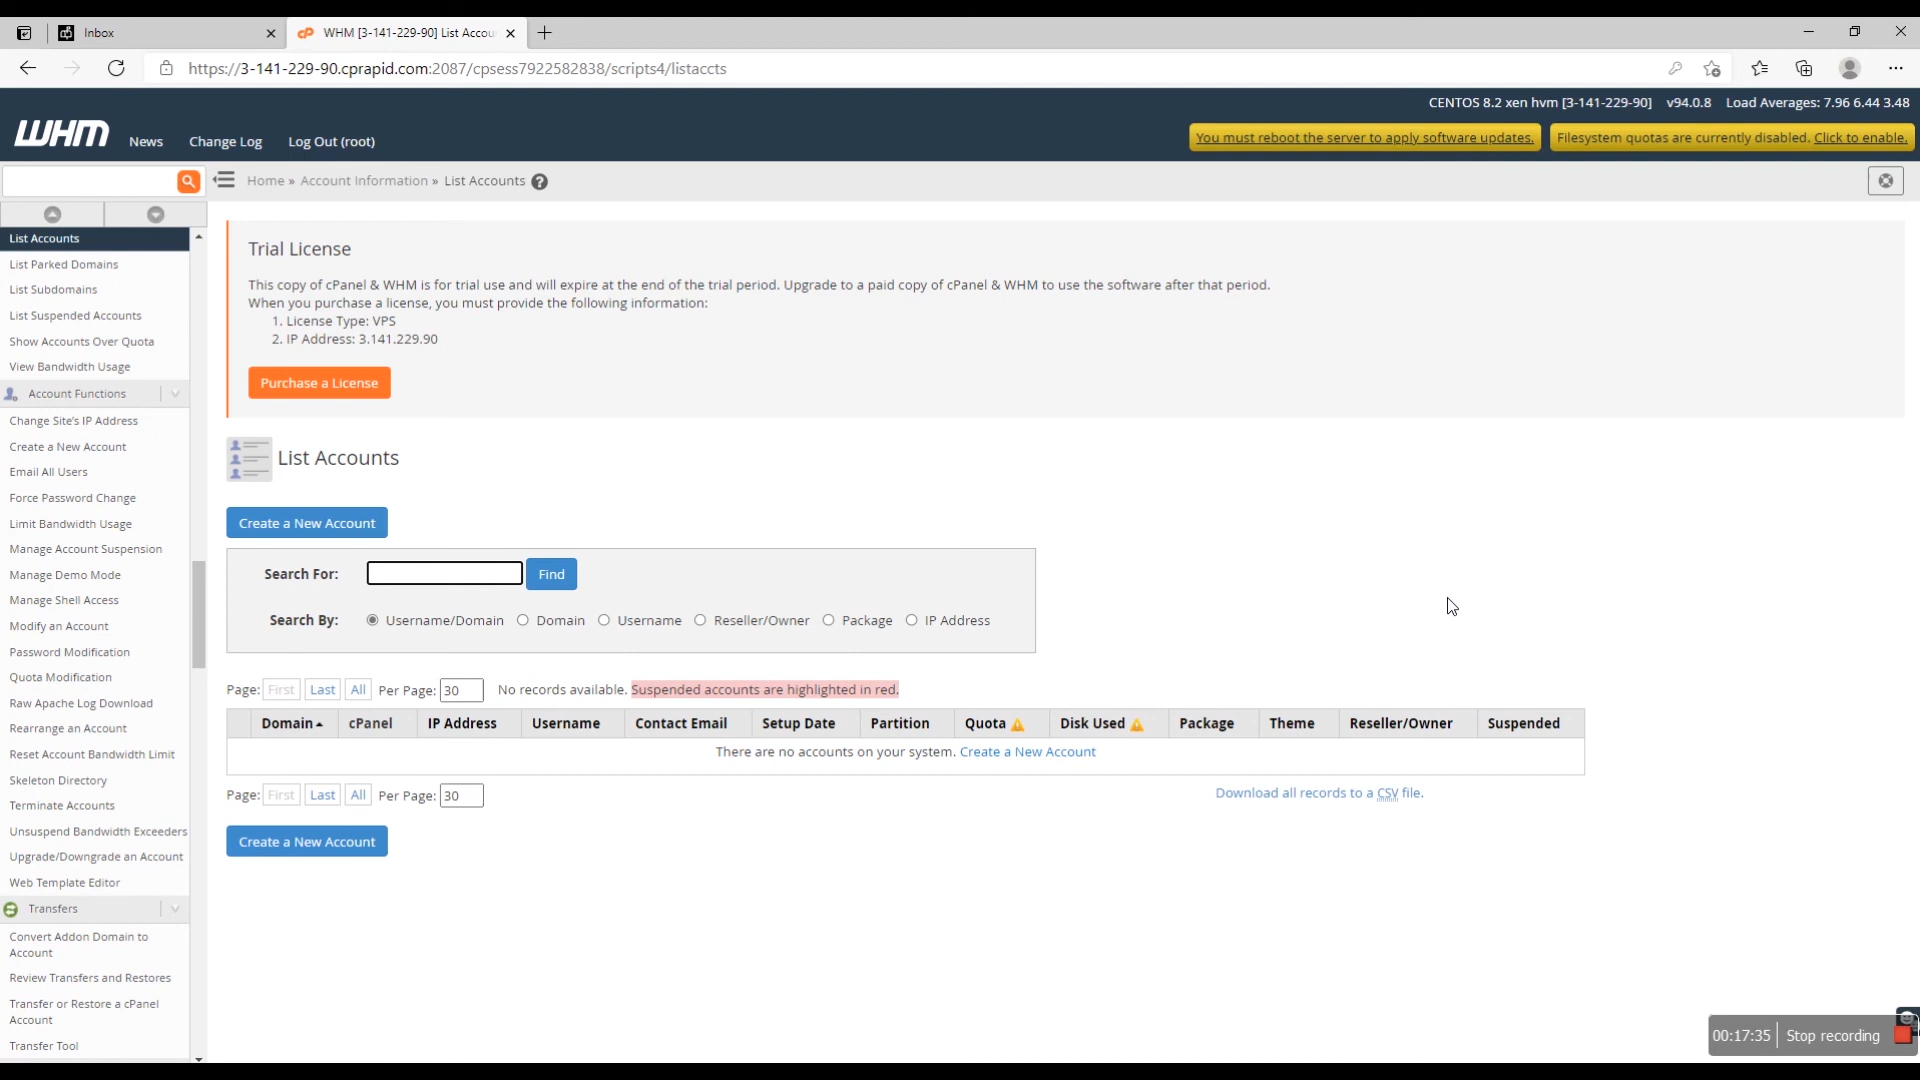 Inbox
WHM [3-141-229-90] List Accou
https://3-141-229-90.cprapid.com:2087/cpsess7922582838/scripts4/listaccts
CENTOS 8.2 xen hvm [3-141-229-90] v94.0.8 Load Averages: 7.96 6.44 3.48
WHM News Change Log Log Out (root)
You must reboot the server to apply software updates. Filesystem quotas are currently disabled. Click to enable.
Home » Account Information » List Accounts
List Accounts
List Parked Domains
List Subdomains
List Suspended Accounts
Show Accounts Over Quota
View Bandwidth Usage
Account Functions
Change Site's IP Address
Create a New Account
Email All Users
Force Password Change
Limit Bandwidth Usage
Manage Account Suspension
Manage Demo Mode
Manage Shell Access
Modify an Account
Password Modification
Quota Modification
Raw Apache Log Download
Rearrange an Account
Reset Account Bandwidth Limit
Skeleton Directory
Terminate Accounts
Unsuspend Bandwidth Exceeders
Upgrade/Downgrade an Account
Web Template Editor
Transfers
Convert Addon Domain to
Account
Review Transfers and Restores
Transfer or Restore a cPanel
Account
Transfer Tool
Trial License
This copy of cPanel & WHM is for trial use and will expire at the end of the trial period. Upgrade to a paid copy of cPanel & WHM to use the software after that period.
When you purchase a license, you must provide the following information:
1. License Type: VPS
2. IP Address: 3.141.229.90
Purchase a License
List Accounts
Create a New Account
Search For: Find
Search By: Username/Domain Domain Username Reseller/Owner Package IP Address
Page: First Last All Per Page: 30 No records available. Suspended accounts are highlighted in red.
Domain cPanel IP Address Username Contact Email Setup Date Partition Quota Disk Used Package Theme Reseller/Owner Suspended
There are no accounts on your system. Create a New Account
Page: First Last All Per Page: 30 Download all records to a CSV file.
Create a New Account
00:17:35 Stop recording